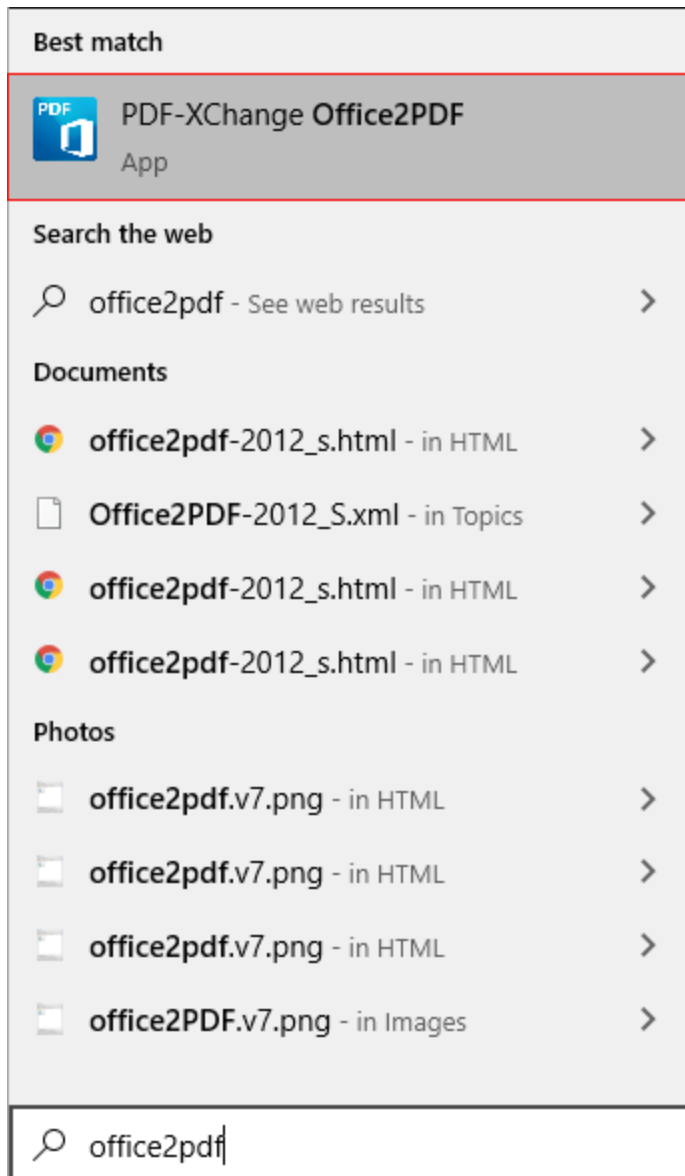 Best match
PDF
PDF-XChange Office2PDF
App
Search the web
office2pdf - See web results
Documents
office2pdf-2012_s.html - in HTML
Office2PDF-2012_S.xml - in Topics
office2pdf-2012_s.html - in HTML
office2pdf-2012_s.html - in HTML
Photos
office2pdf.v7.png - in HTML
office2pdf.v7.png - in HTML
office2pdf.v7.png - in HTML
office2PDF.v7.png - in Images
office2pdf